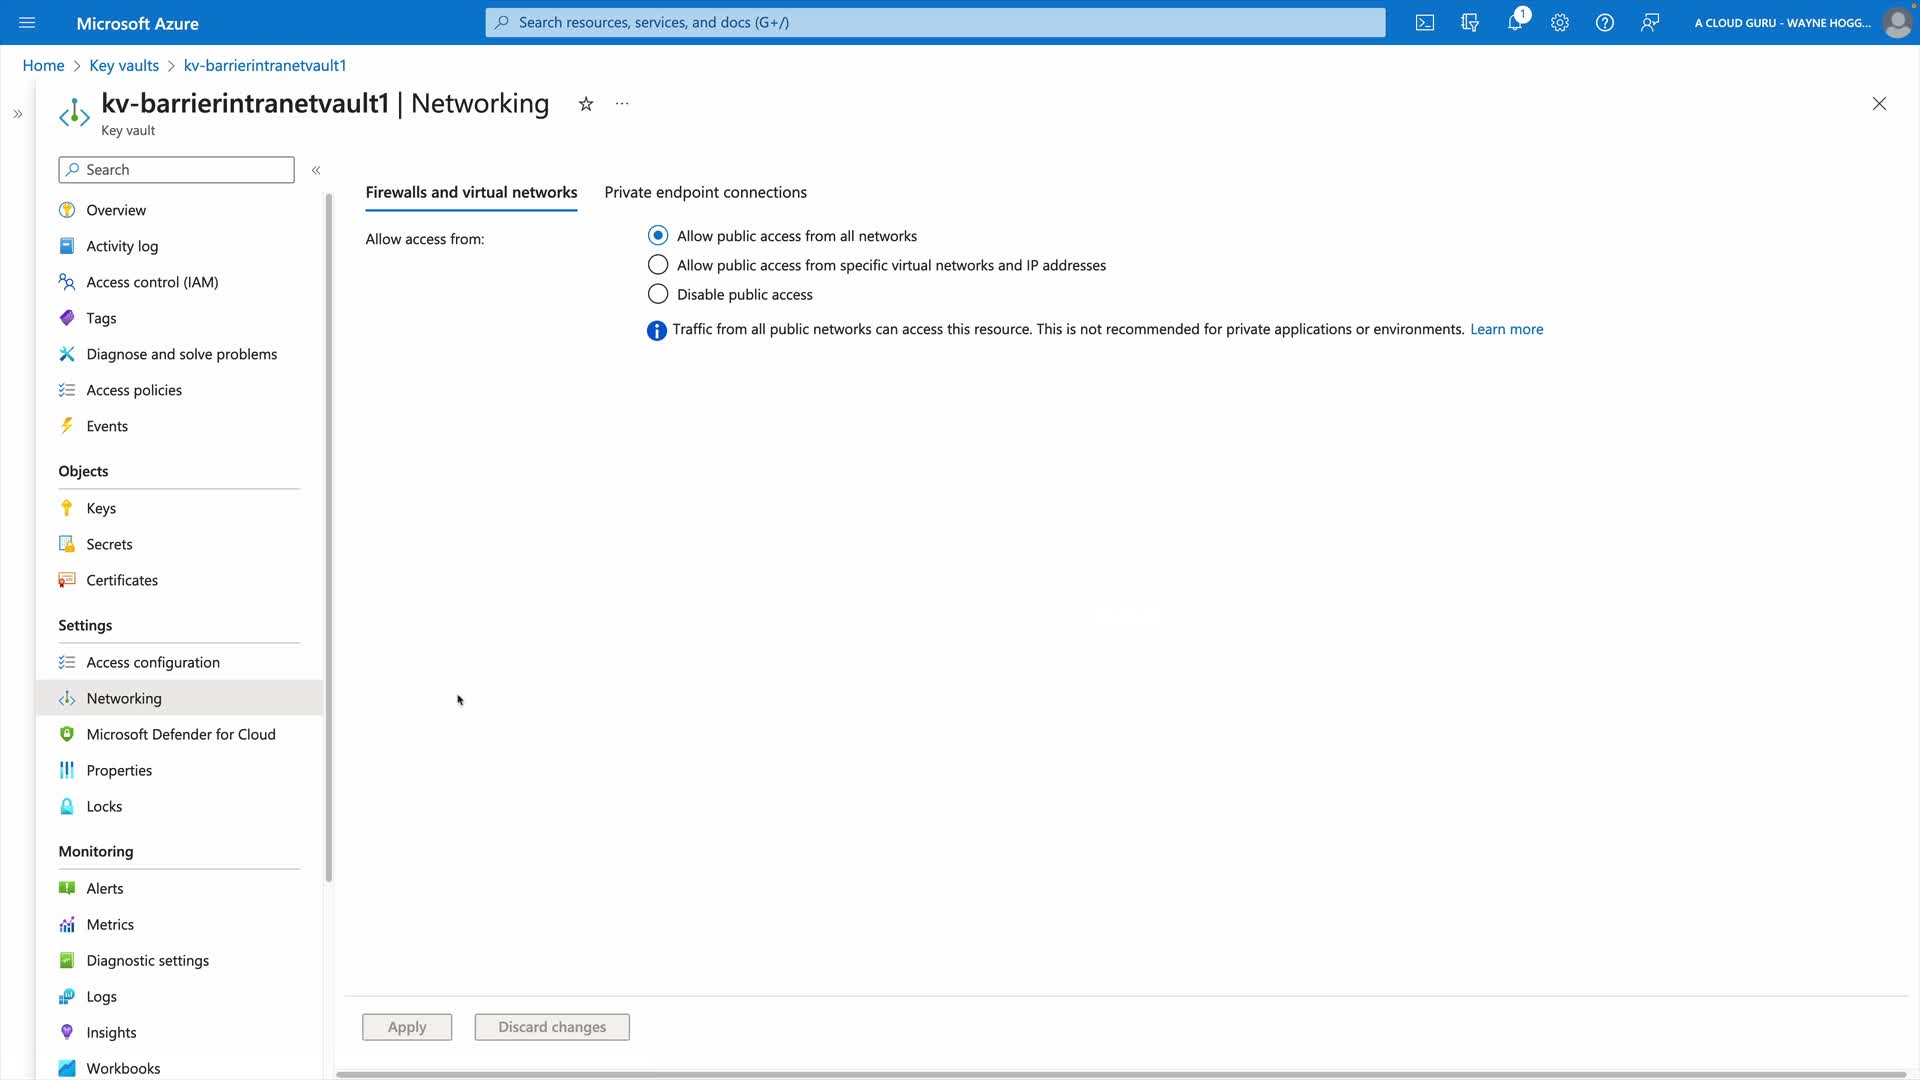 Microsoft Azure
Search resources, services, and docs (G+/)
1
A CLOUD GURU - WAYNE HOGG...
Home > Key vaults > kv-barrierintranetvault1
kv-barrierintranetvault1 | Networking
Key vault
Search
Overview
Activity log
Access control (IAM)
Tags
Diagnose and solve problems
Access policies
Events
Objects
Keys
Secrets
Certificates
Settings
Access configuration
Networking
Microsoft Defender for Cloud
Properties
Locks
Monitoring
Alerts
Metrics
Diagnostic settings
Logs
Insights
Workbooks
Firewalls and virtual networks
Private endpoint connections
Allow access from:
Allow public access from all networks
Allow public access from specific virtual networks and IP addresses
Disable public access
Traffic from all public networks can access this resource. This is not recommended for private applications or environments. Learn more
Apply
Discard changes